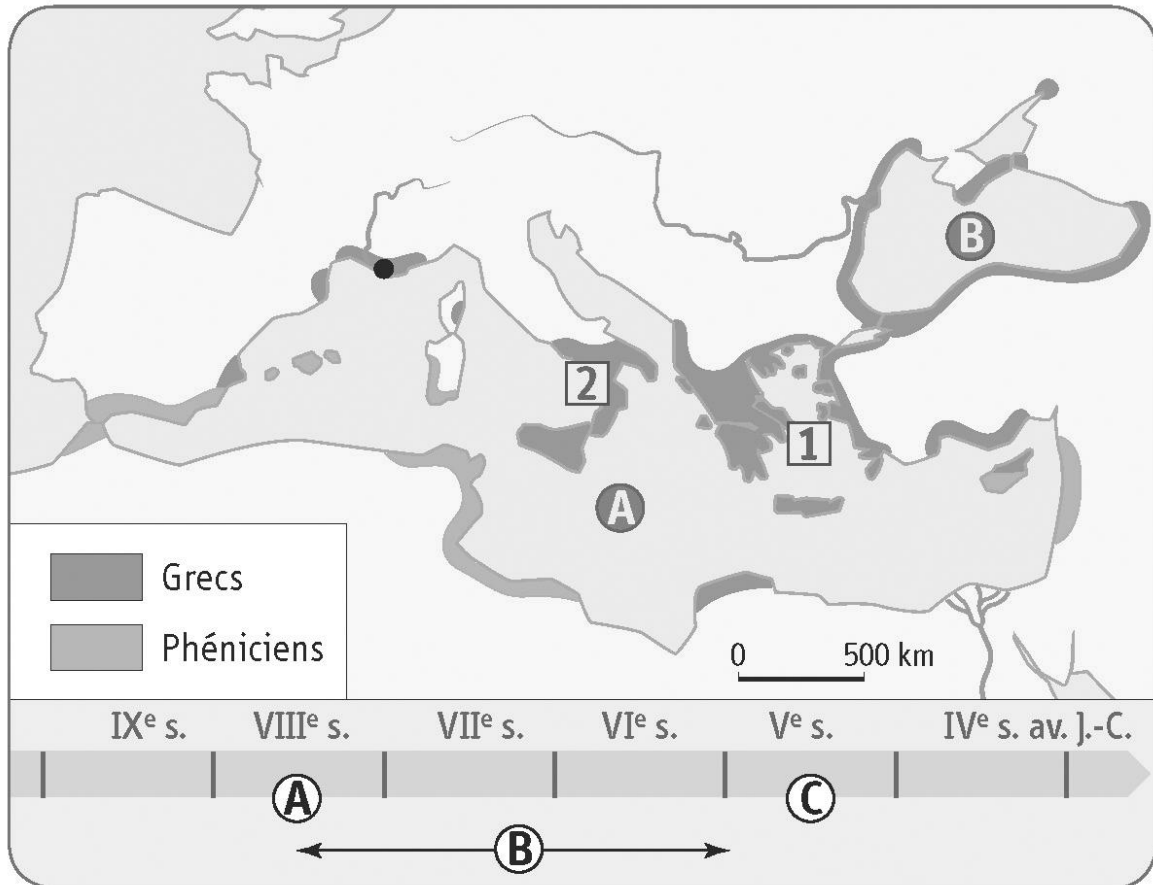 B
2
1
A
Grecs
Phéniciens
0 500 km
IXe s. VIIIe s. VIIe s. VIe s. Ve s. IVe s. av. J.-C.
A C
B